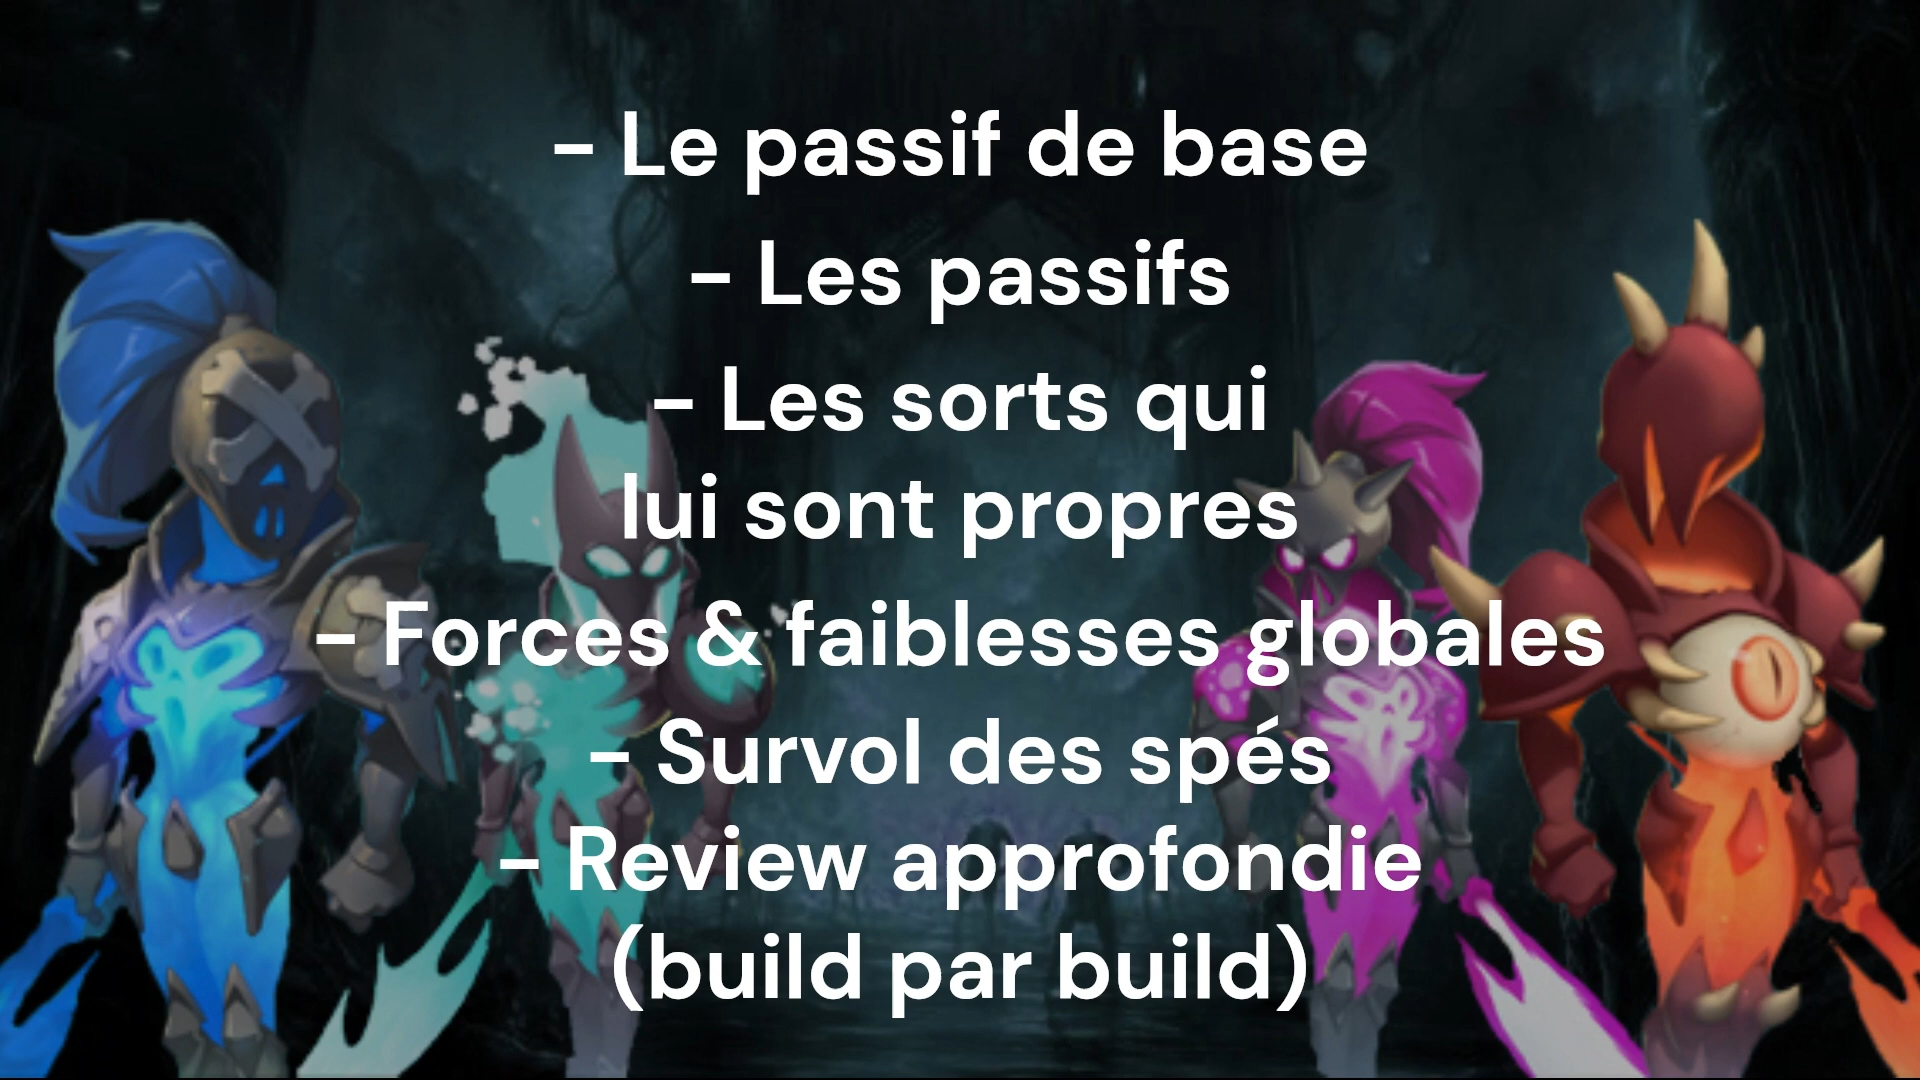 - Le passif de base
- Les passifs
- Les sorts qui
lui sont propres
- Forces & faiblesses globales
- Survol des spés
- Review approfondie
(build par build)